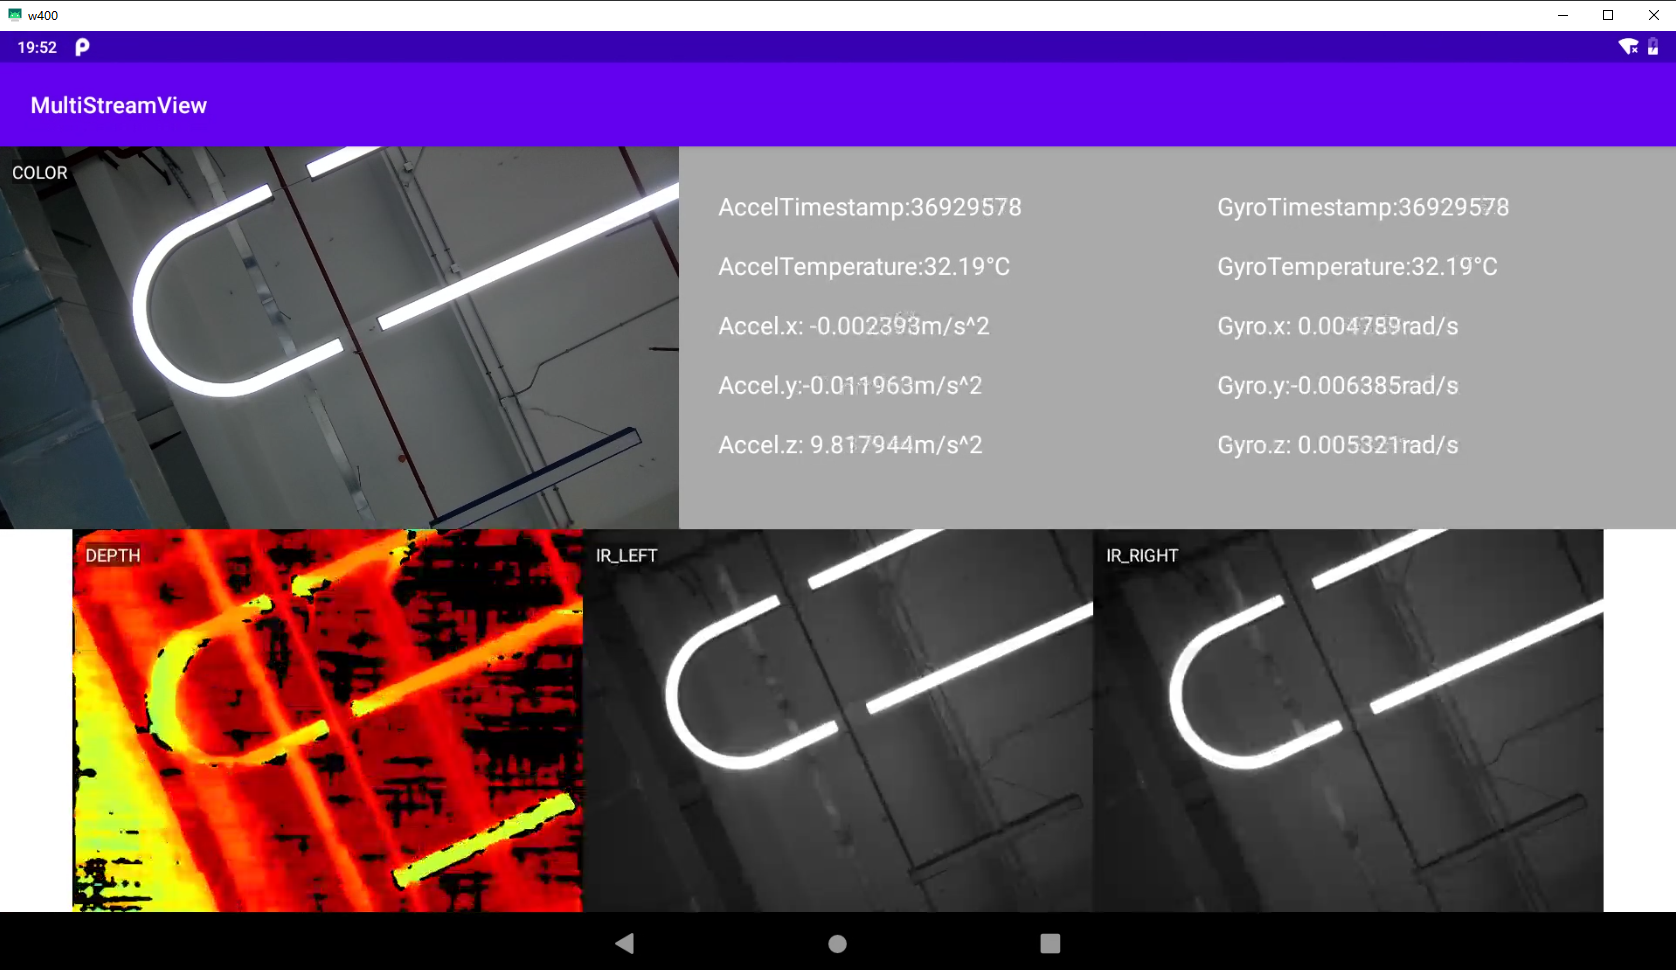 w400
19:52
MultiStreamView
COLOR
AccelTimestamp:36929578
GyroTimestamp:36929578
AccelTemperature:32.19°C
GyroTemperature:32.19°C
Accel.x: -0.002393m/s^2
Gyro.x: 0.004789rad/s
Accel.y:-0.011963m/s^2
Gyro.y:-0.006385rad/s
Accel.z: 9.817944m/s^2
Gyro.z: 0.005321rad/s
DEPTH
IR_LEFT
IR_RIGHT